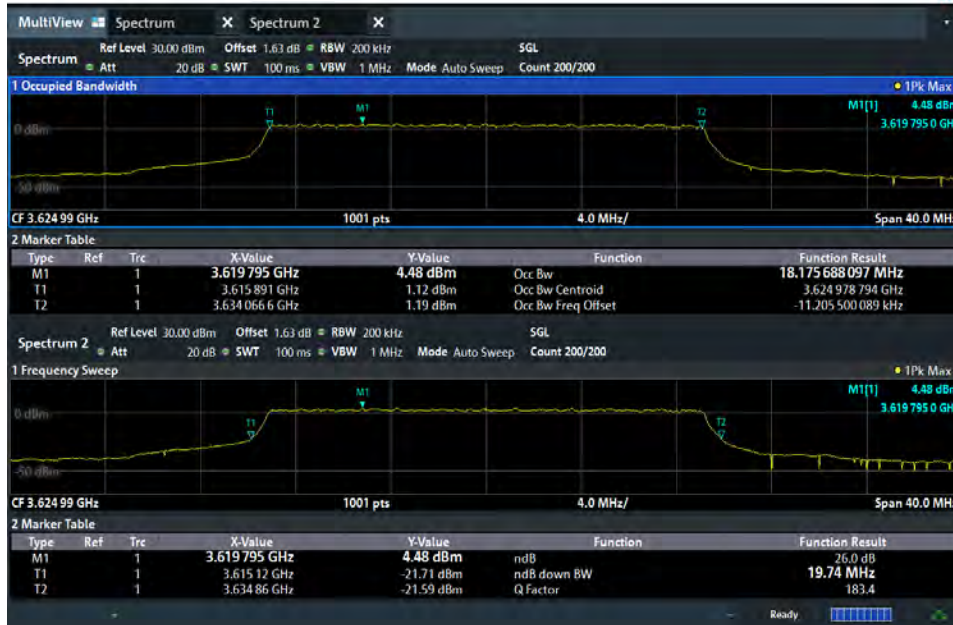 MultiView Spectrum X Spectrum 2 X
Ref Level 30.00 dBm Offset 1.63 dB RBW 200 kHz SGL
Spectrum Att 20 dB SWT 100 ms VBW 1 MHz Mode Auto Sweep Count 200/200
1 Occupied Bandwidth 1Pk Max
M1[1] 4.48 dBm
3.619 795 0 GH
T1 M1 T2
0 dBm
-50 dBm
CF 3.624 99 GHz 1001 pts 4.0 MHz/ Span 40.0 MH
2 Marker Table
Type Ref Trc X-Value Y-Value Function Function Result
M1 1 3.619 795 GHz 4.48 dBm Occ Bw 18.175 688 097 MHz
T1 1 3.615 891 GHz 1.12 dBm Occ Bw Centroid 3.624 978 794 GHz
T2 1 3.634 066 6 GHz 1.19 dBm Occ Bw Freq Offset -11.205 500 089 kHz
Ref Level 30.00 dBm Offset 1.63 dB RBW 200 kHz SGL
Spectrum 2 Att 20 dB SWT 100 ms VBW 1 MHz Mode Auto Sweep Count 200/200
1 Frequency Sweep 1Pk Max
M1[1] 4.48 dBm
3.619 795 0 GH
M1
0 dBm
T1 T2
-50 dBm
CF 3.624 99 GHz 1001 pts 4.0 MHz/ Span 40.0 MH
2 Marker Table
Type Ref Trc X-Value Y-Value Function Function Result
M1 1 3.619 795 GHz 4.48 dBm ndB 26.0 dB
T1 1 3.615 12 GHz -21.71 dBm ndB down BW 19.74 MHz
T2 1 3.634 86 GHz -21.59 dBm Q Factor 183.4
Ready